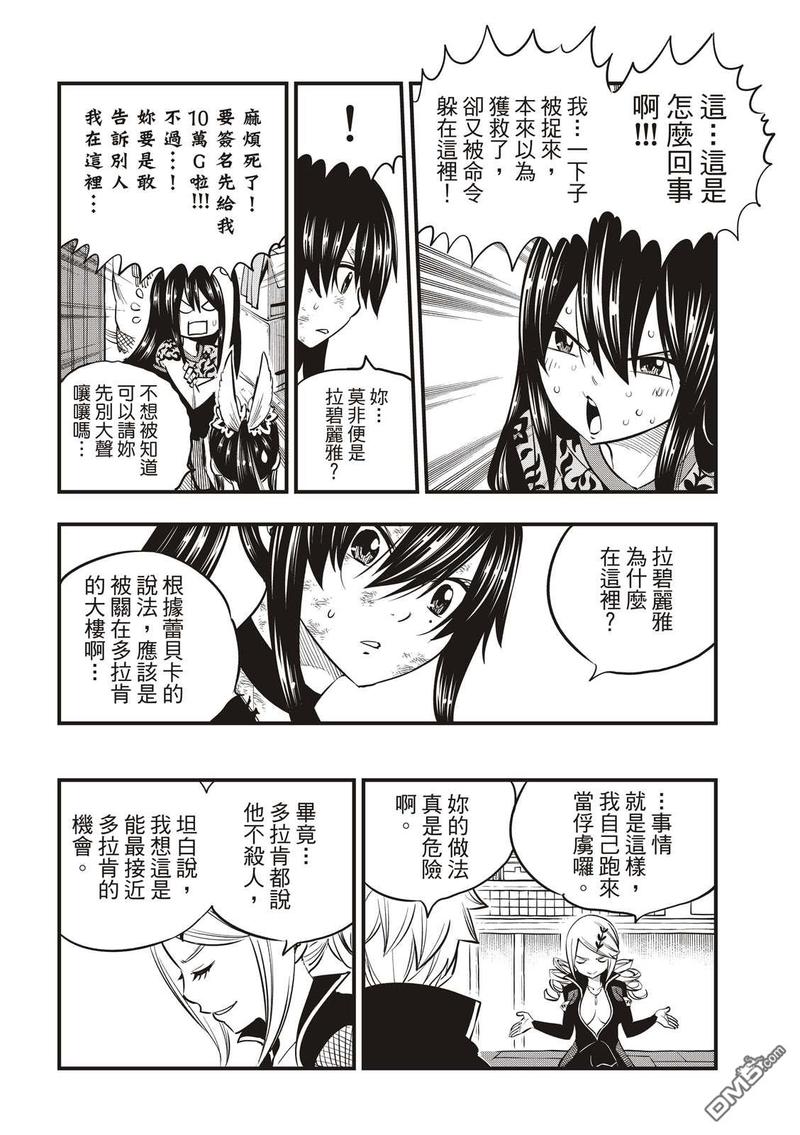 這…這是
怎麼回事
啊!!!
我…一下子
被捉來，
本來以為
獲救了，
卻又被命令
躲在這裡！
！
妳…
莫非便是
拉碧麗雅？
麻煩死了！
要簽名先給我
10萬G啦!!!
不過…！
妳要是敢
告訴別人
我在這裡…
不想被知道
可以請妳
先別大聲
嚷嚷嗎…
拉碧麗雅
為什麼
在這裡？
根據蕾貝卡的
說法，應該是
被關在多拉肯
的大樓啊…
…事情
就是這樣，
我自己跑來
當俘虜囉。
妳的做法
真是危險
啊。
畢竟…
多拉肯都說
他不殺人，
坦白說，
我想這是
能最接近
多拉肯的
機會。
DM5.com